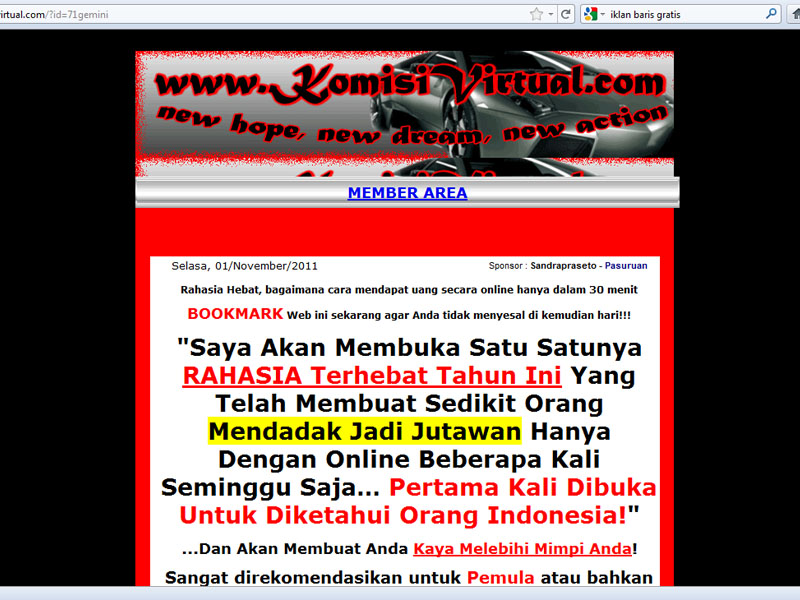 irtual.com/?id=71gemini
iklan baris gratis
www.KomisiVirtual.com
new hope, new dream, new action
MEMBER AREA
Selasa, 01/November/2011
Sponsor : Sandrapraseto - Pasuruan
Rahasia Hebat, bagaimana cara mendapat uang secara online hanya dalam 30 menit
BOOKMARK Web ini sekarang agar Anda tidak menyesal di kemudian hari!!!
"Saya Akan Membuka Satu Satunya
RAHASIA Terhebat Tahun Ini Yang
Telah Membuat Sedikit Orang
Mendadak Jadi Jutawan Hanya
Dengan Online Beberapa Kali
Seminggu Saja... Pertama Kali Dibuka
Untuk Diketahui Orang Indonesia!"
...Dan Akan Membuat Anda Kaya Melebihi Mimpi Anda!
Sangat direkomendasikan untuk Pemula atau bahkan